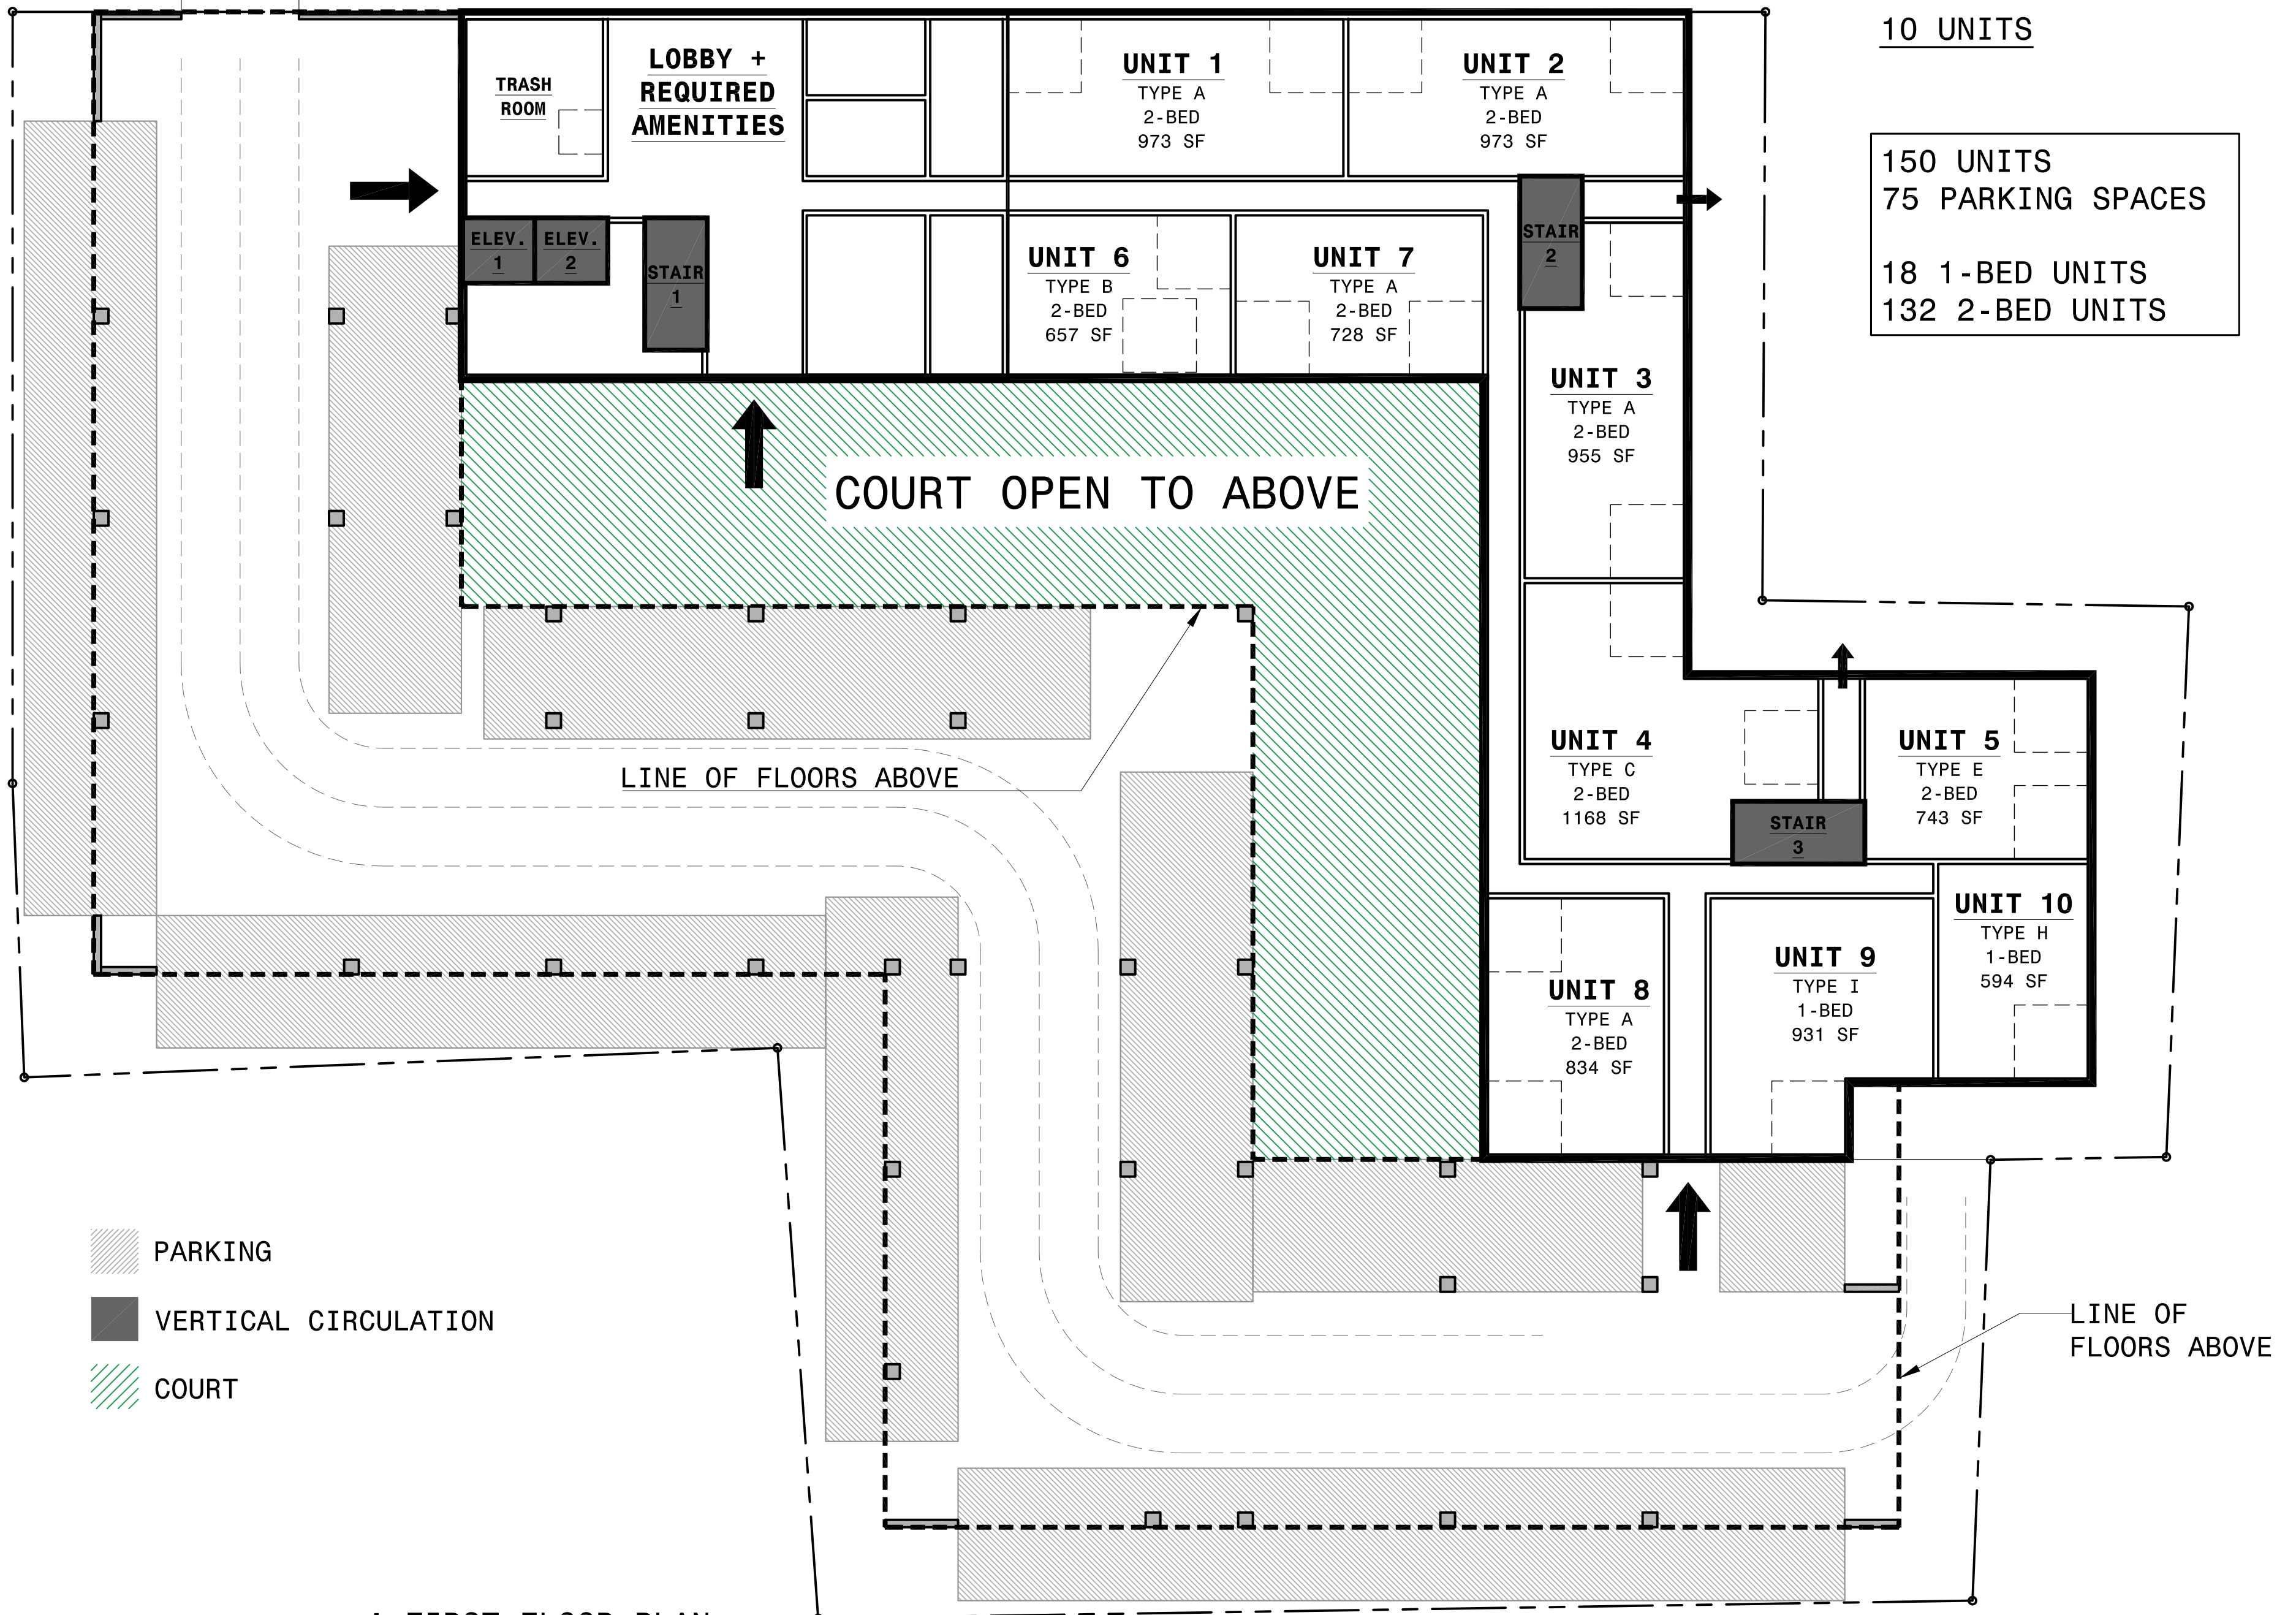 10 UNITS
150 UNITS
75 PARKING SPACES
18 1-BED UNITS
132 2-BED UNITS
TRASH
ROOM
LOBBY +
REQUIRED
AMENITIES
UNIT 1
TYPE A
2-BED
973 SF
UNIT 2
TYPE A
2-BED
973 SF
ELEV.
1
ELEV.
2
STAIR
1
UNIT 6
TYPE B
2-BED
657 SF
UNIT 7
TYPE A
2-BED
728 SF
STAIR
2
UNIT 3
TYPE A
2-BED
955 SF
COURT OPEN TO ABOVE
LINE OF FLOORS ABOVE
UNIT 4
TYPE C
2-BED
1168 SF
UNIT 5
TYPE E
2-BED
743 SF
STAIR
3
UNIT 8
TYPE A
2-BED
834 SF
UNIT 9
TYPE I
1-BED
931 SF
UNIT 10
TYPE H
1-BED
594 SF
PARKING
VERTICAL CIRCULATION
COURT
LINE OF
FLOORS ABOVE
FIRST FLOOR PLAN